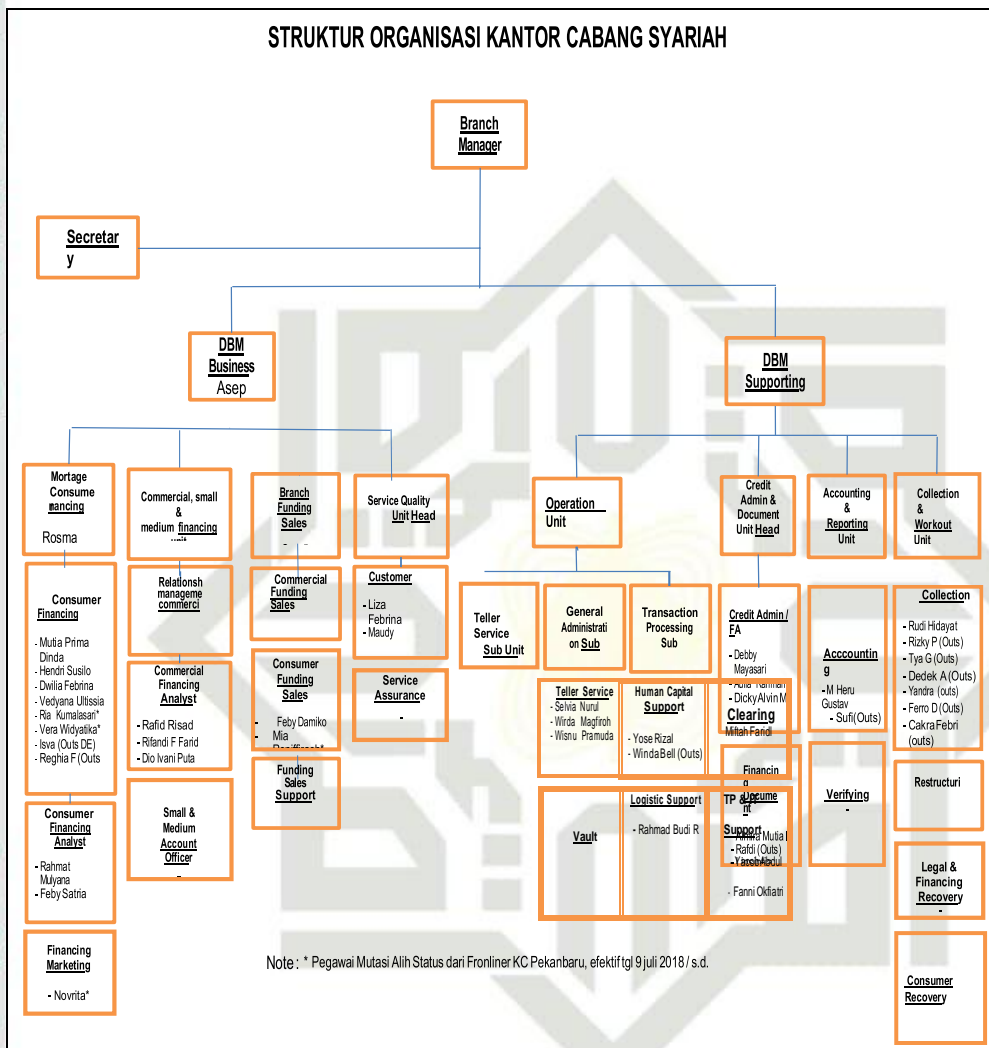 STRUKTUR ORGANISASI KANTOR CABANG SYARIAH
Branch
Manager
Secretar
y
DBM
Business
Asep
DBM
Supporting
Mortage
Consume
mancing
Rosma
Commercial, small
&
medium financing
Branch
Funding
Sales
Service Quality
Unit Head
Operation
Unit
Credit
Admin &
Document
Unit Head
Accounting
&
Reporting
Unit
Collection
&
Workout
Unit
Consumer
Financing
- Mutia Prima
Dinda
- Hendri Susilo
- Dwilia Febrina
- Vedyana Ultissia
- Ria Kumalasari*
- Vera Widyatika*
- Isva (Outs DE)
- Reghia F (Outs
Consumer
Financing
Analyst
- Rahmat
Mulyana
- Feby Satria
Financing
Marketing
- Novrita*
Relationsh
manageme
commerci
Commercial
Financing
Analyst
- Rafid Risad
- Rifandi F Farid
- Dio Ivani Puta
Small &
Medium
Account
Officer
-
Commercial
Funding
Sales
Consumer
Funding
Sales
- Feby Damiko
- Mia
Funding
Sales
Support
Customer
- Liza
Febrina
- Maudy
Service
Assurance
-
Teller
Service
Sub Unit
General
Administrati
on Sub
Transaction
Processing
Sub
Teller Service
- Selvia Nurul
- Wirda Magfiroh
- Wisnu Pramuda
Human Capital
Support
- Yose Rizal
- Winda Bell (Outs)
Vault
Logistic Support
- Rahmad Budi R
Credit Admin /
FA
- Debby
Mayasari
- Dicky Alvin M
Clearing
Miftah Faridl
Financin
g
Docume
nt
TP &
Support
- Rafdi (Outs)
- Fanni Okfiatri
Acccountin
g
- M Heru
Gustav
- Sufi(Outs)
Verifying
-
Collection
- Rudi Hidayat
- Rizky P (Outs)
- Tya G (Outs)
- Dedek A (Outs)
- Yandra (outs)
- Ferro D (Outs)
- Cakra Febri
(outs)
Restructuri
Legal &
Financing
Recovery
-
Consumer
Recovery
Note : * Pegawai Mutasi Alih Status dari Fronliner KC Pekanbaru, efektif tgl 9 juli 2018 / s.d.